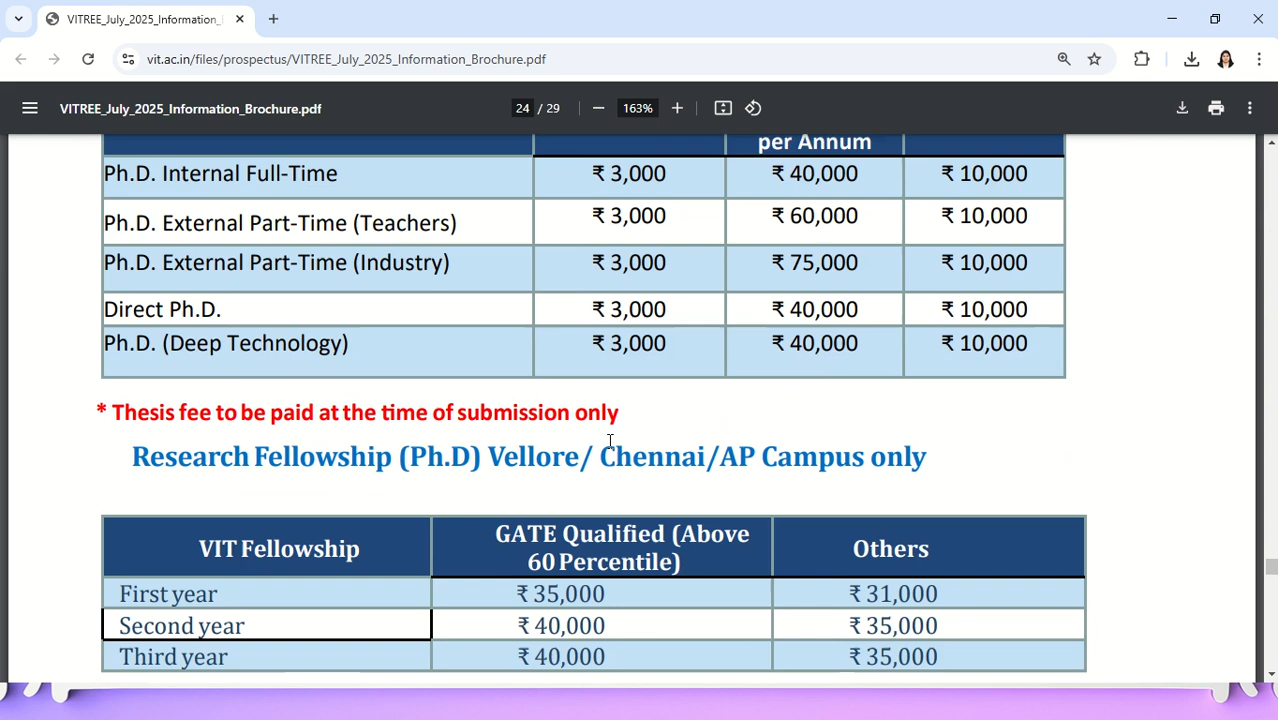 VITREE_July_2025_Information_
vit.ac.in/files/prospectus/VITREE_July_2025_Information_Brochure.pdf
VITREE_July_2025_Information_Brochure.pdf 24 / 29 163%
per Annum
Ph.D. Internal Full-Time ₹ 3,000 ₹ 40,000 ₹ 10,000
Ph.D. External Part-Time (Teachers) ₹ 3,000 ₹ 60,000 ₹ 10,000
Ph.D. External Part-Time (Industry) ₹ 3,000 ₹ 75,000 ₹ 10,000
Direct Ph.D. ₹ 3,000 ₹ 40,000 ₹ 10,000
Ph.D. (Deep Technology) ₹ 3,000 ₹ 40,000 ₹ 10,000
* Thesis fee to be paid at the time of submission only
Research Fellowship (Ph.D) Vellore/ Chennai/AP Campus only
VIT Fellowship GATE Qualified (Above 60 Percentile) Others
First year ₹ 35,000 ₹ 31,000
Second year ₹ 40,000 ₹ 35,000
Third year ₹ 40,000 ₹ 35,000